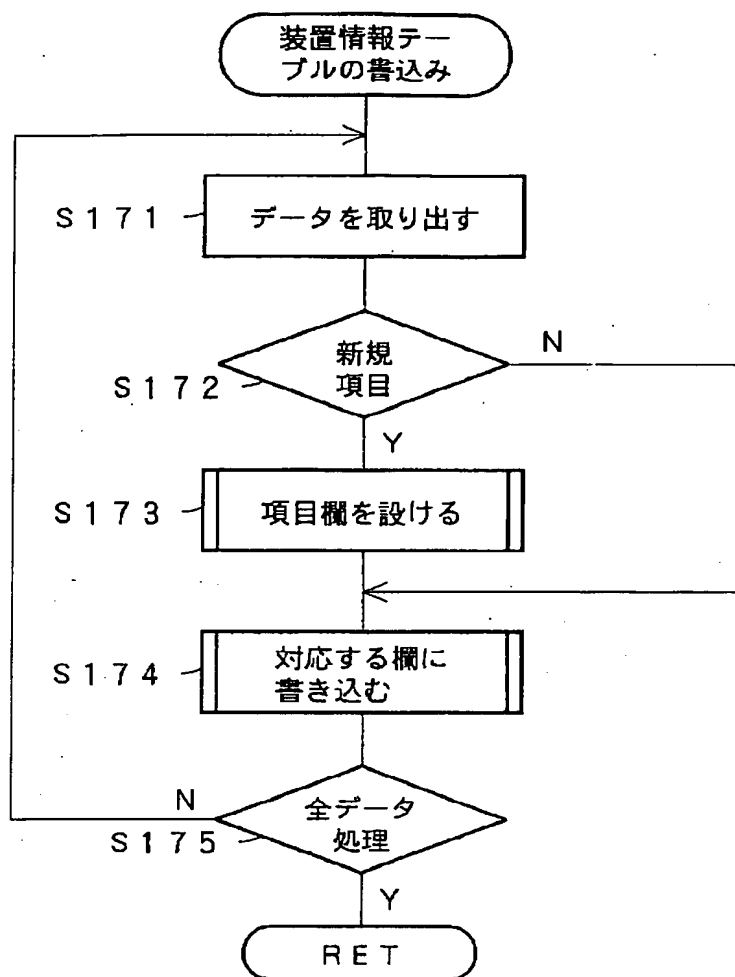 装置情報テー
ブルの書込み
S171
データを取り出す
新規
項目
N
S172
Y
S173
項目欄を設ける
S174
対応する欄に
書き込む
N
全データ
処理
S175
Y
RET